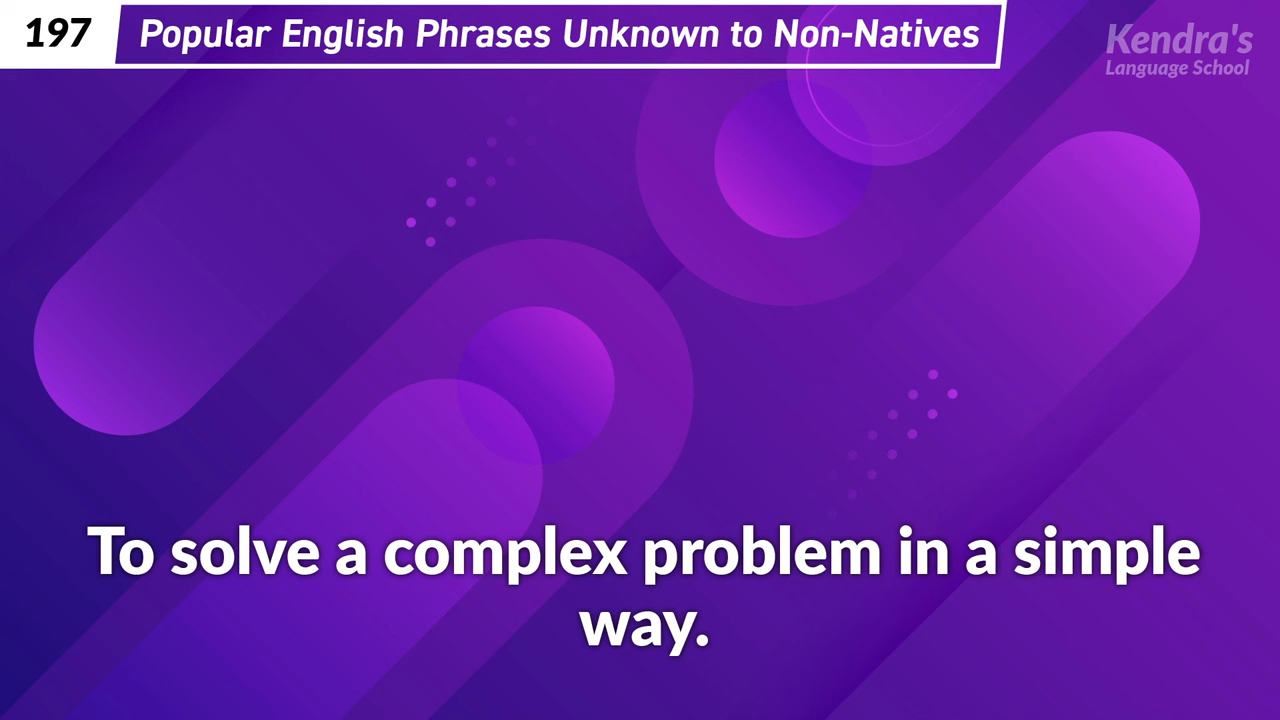 197 Popular English Phrases Unknown to Non-Natives
Kendra's
Language School
To solve a complex problem in a simple
way.